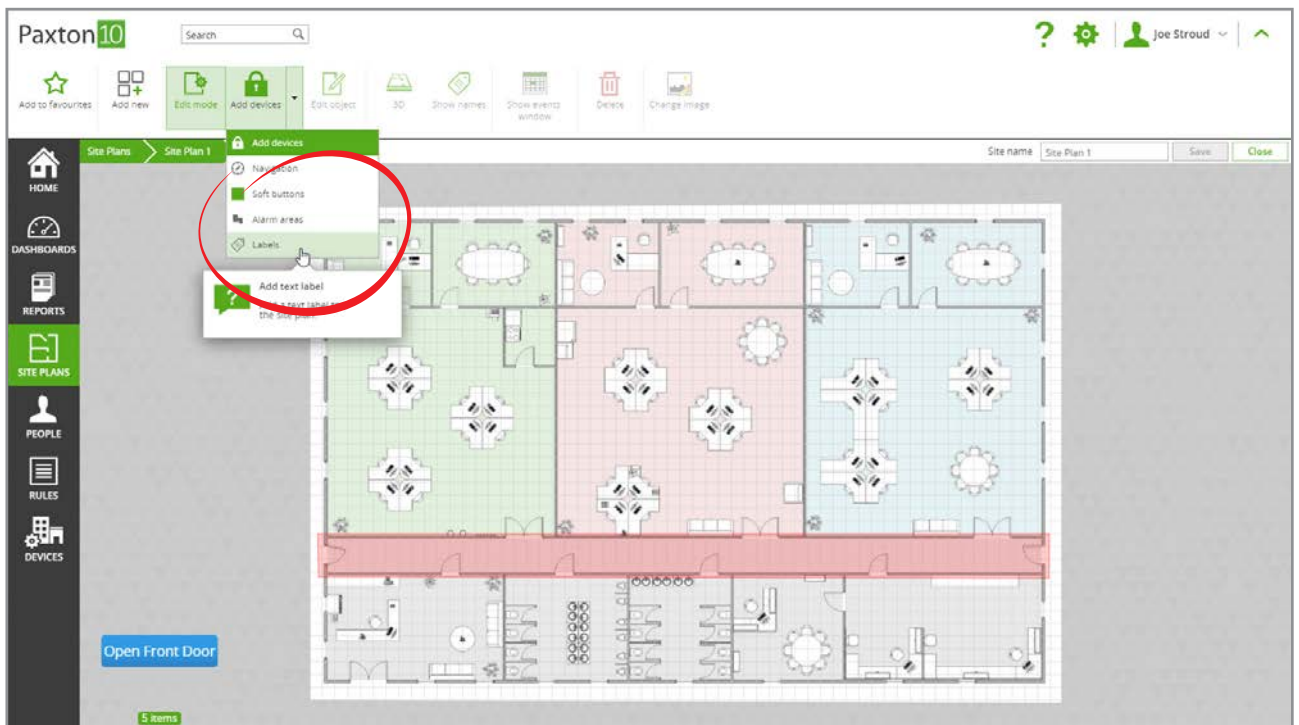 Paxton10
Search
?
Joe Stroud
Add to favourites
Add new
Edit mode
Add devices
Edit object
3D
Show names
Show events
window
Delete
Change image
Add devices
Navigation
Soft buttons
Alarm areas
Labels
?
Add text label
a text label
the site plan.
Site Plans
Site Plan 1
Site name
Site Plan 1
Save
Close
HOME
DASHBOARDS
REPORTS
SITE PLANS
PEOPLE
RULES
DEVICES
Open Front Door
5 items